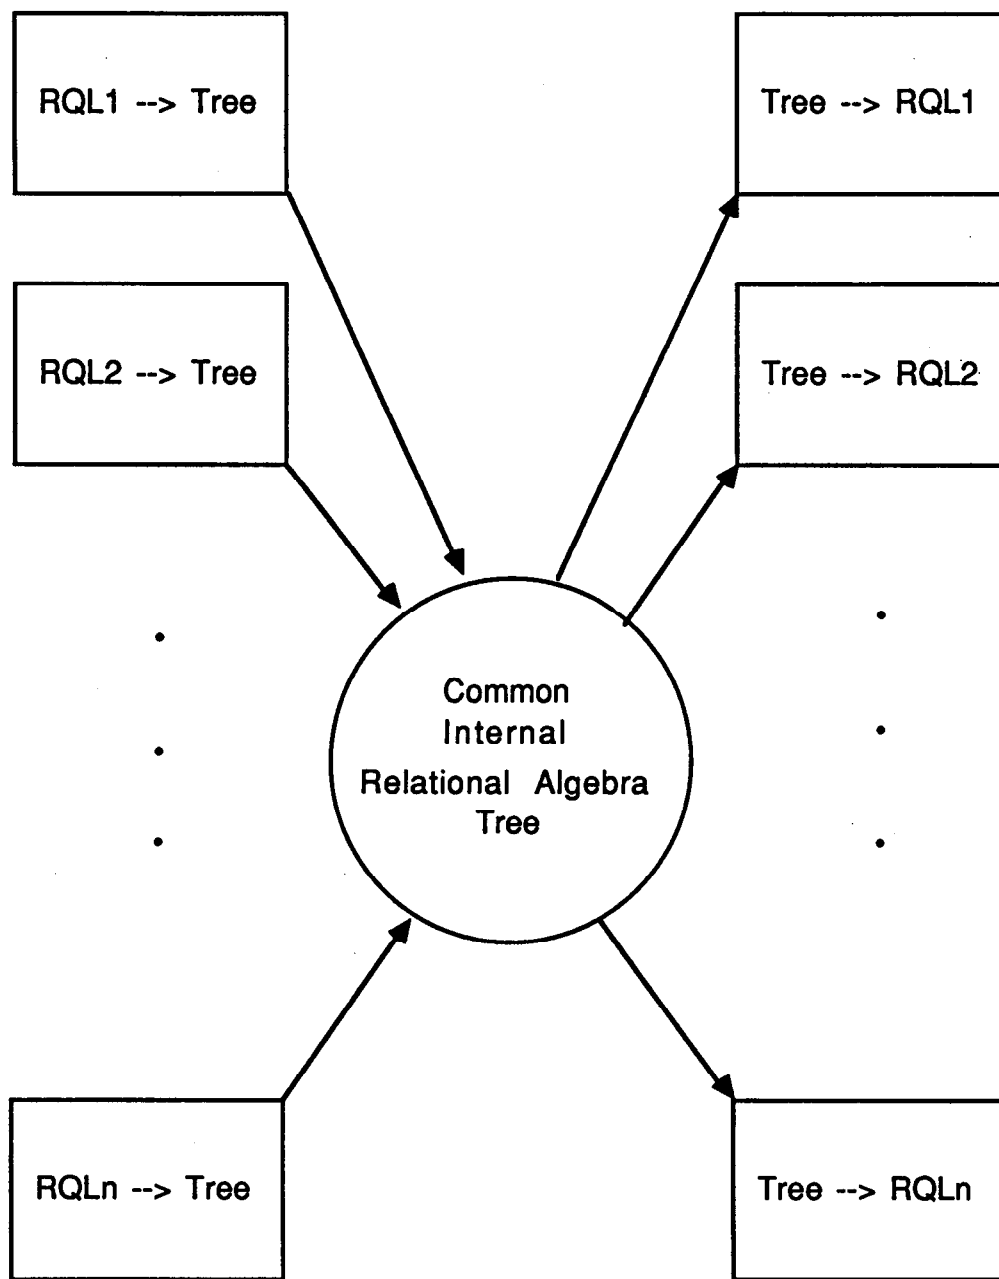 RQL1 --> Tree
Tree --> RQL1
RQL2 --> Tree
Tree --> RQL2
Common
Internal
Relational Algebra
Tree
RQLn --> Tree
Tree --> RQLn